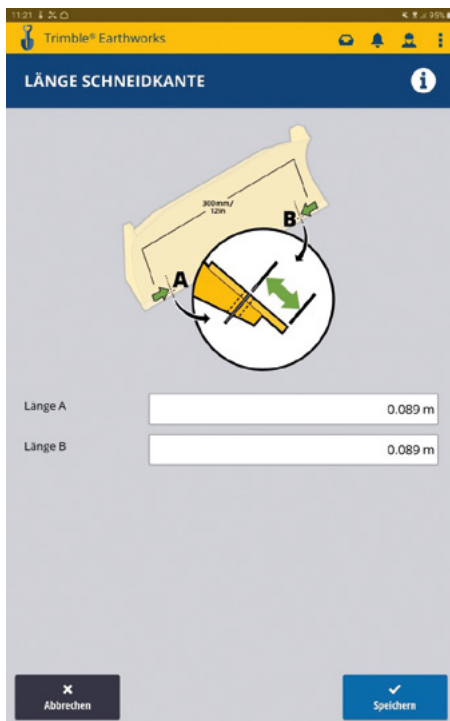 11:21
95%
Trimble® Earthworks
LÄNGE SCHNEIDKANTE
300mm/
12in
B
A
Länge A
0.089 m
Länge B
0.089 m
Abbrechen
Speichern